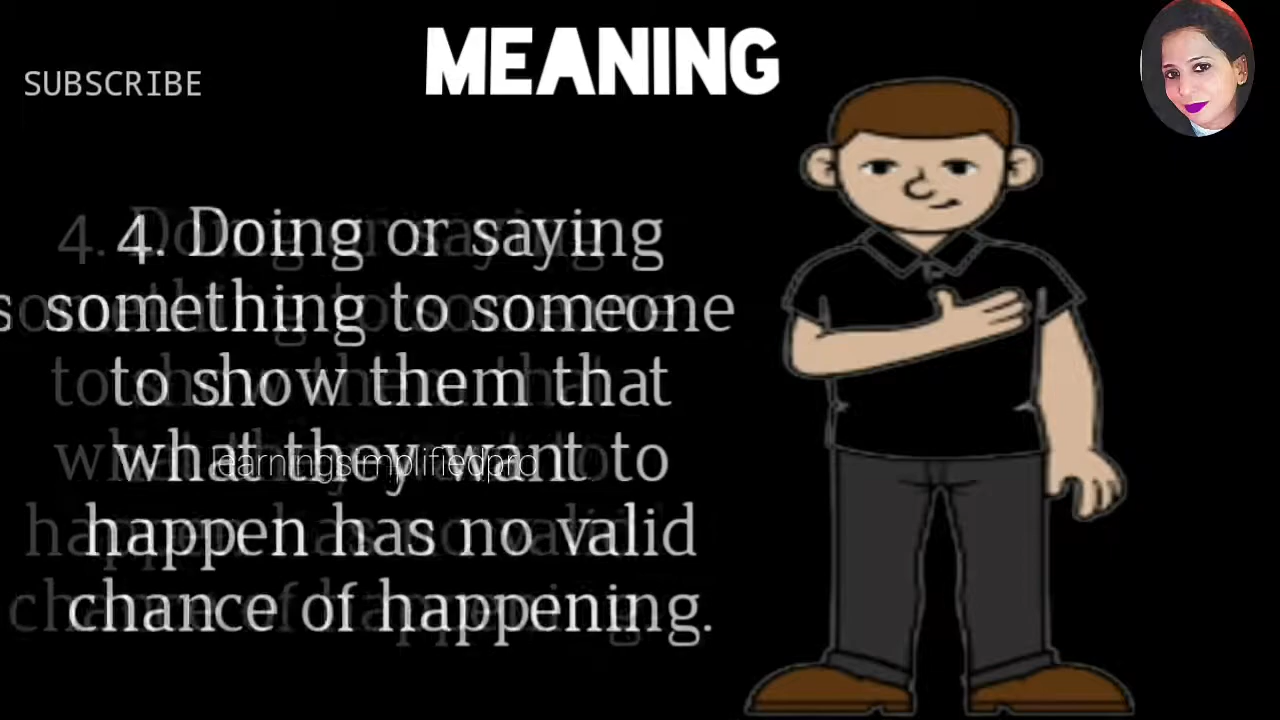 MEANING
SUBSCRIBE
4. Doing or saying
something to someone
to show them that
what they want to
learningsimplifiedpro
happen has no valid
chance of happening.